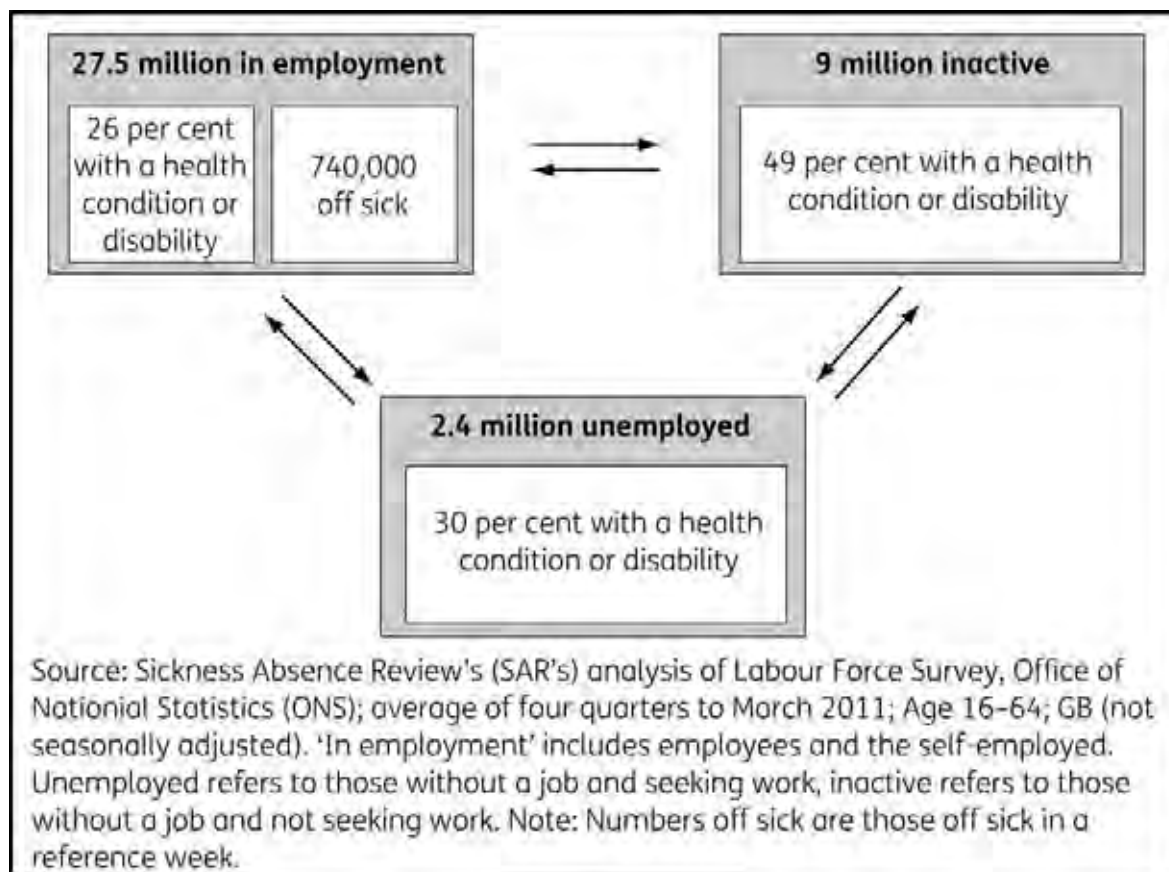 27.5 million in employment
26 per cent
with a health
condition or
disability
740,000
off sick
9 million inactive
49 per cent with a health
condition or disability
2.4 million unemployed
30 per cent with a health
condition or disability
Source: Sickness Absence Review's (SAR's) analysis of Labour Force Survey, Office of
Nationial Statistics (ONS); average of four quarters to March 2011; Age 16–64; GB (not
seasonally adjusted). 'In employment' includes employees and the self-employed.
Unemployed refers to those without a job and seeking work, inactive refers to those
without a job and not seeking work. Note: Numbers off sick are those off sick in a
reference week.